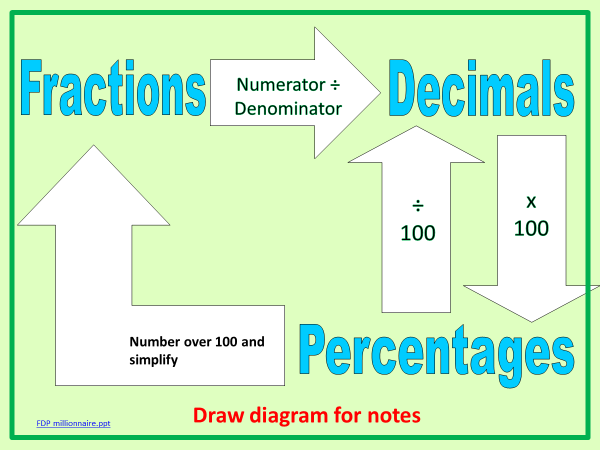 Fractions
Numerator ÷
Denominator
Decimals
÷
100
x
100
Number over 100 and
simplify
Percentages
Draw diagram for notes
FDP millionnaire.ppt